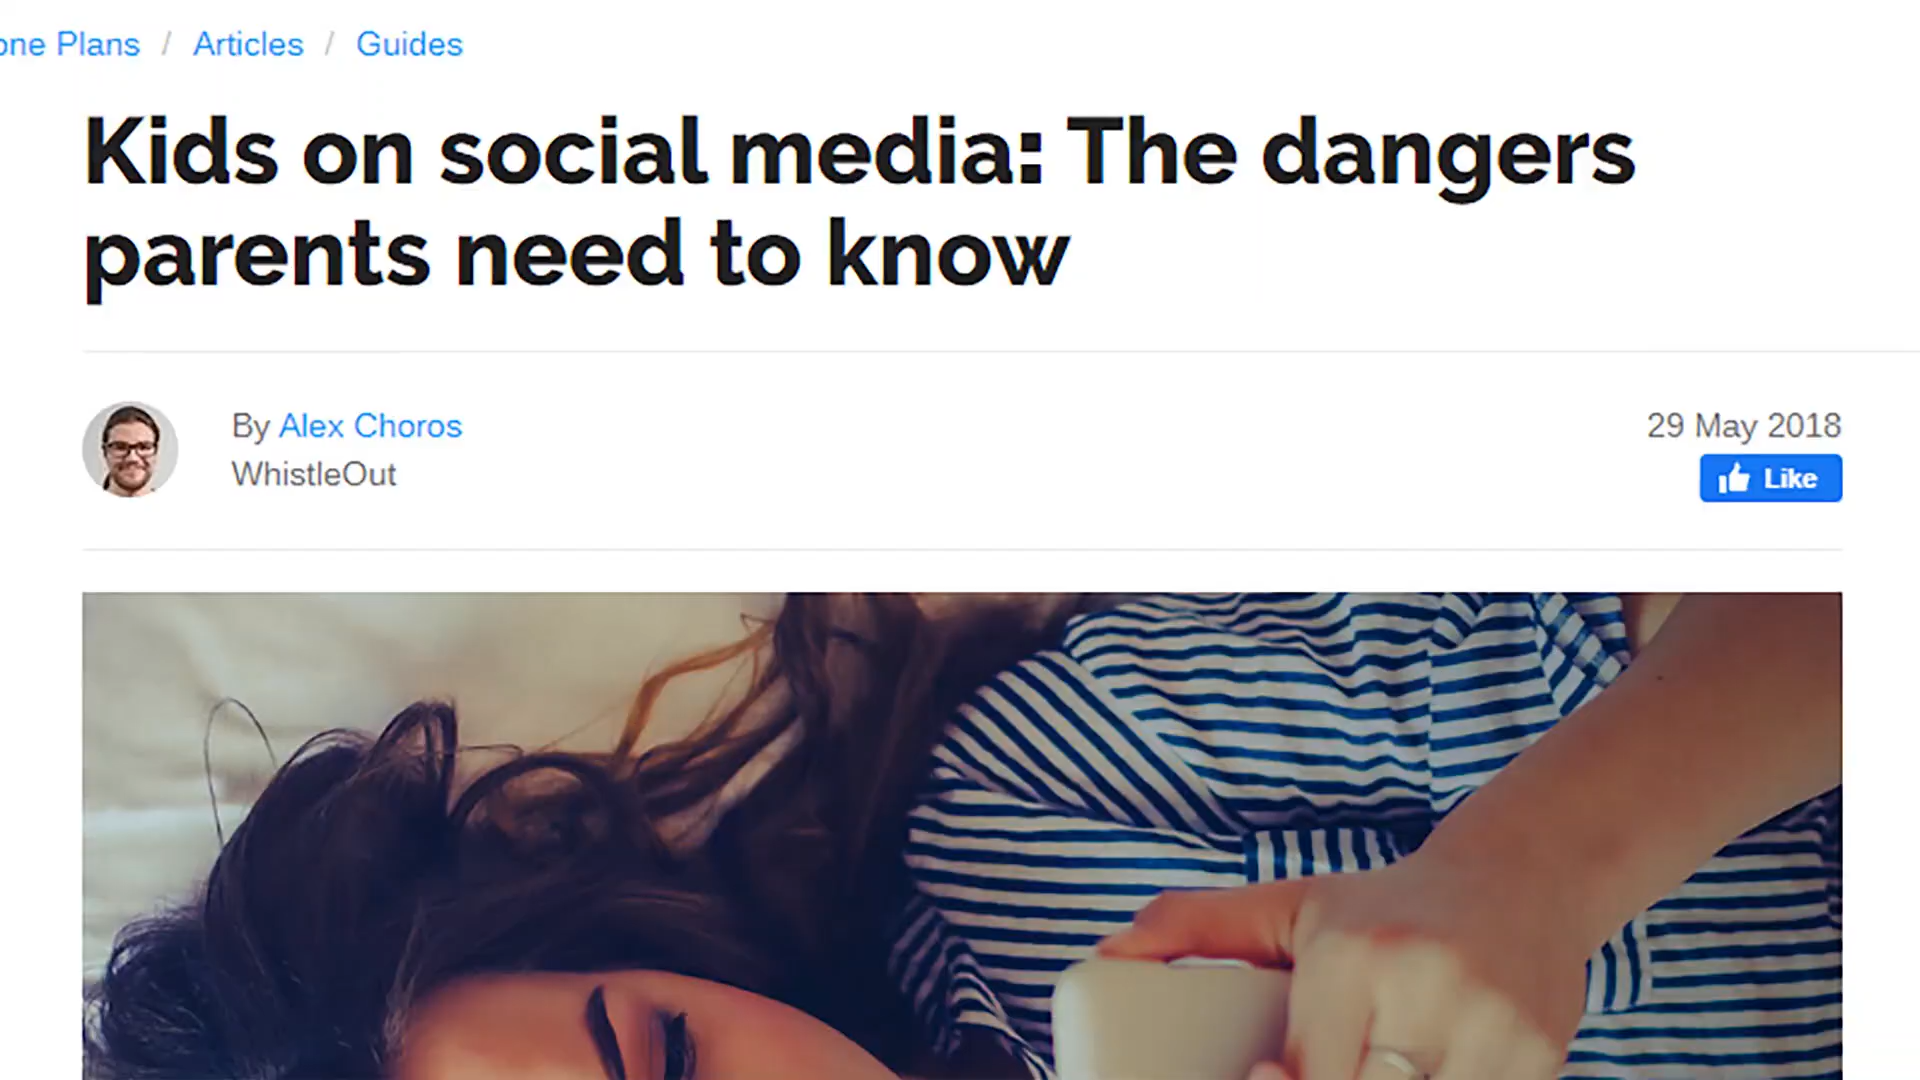 one Plans / Articles / Guides
Kids on social media: The dangers
parents need to know
By Alex Choros
29 May 2018
WhistleOut
Like